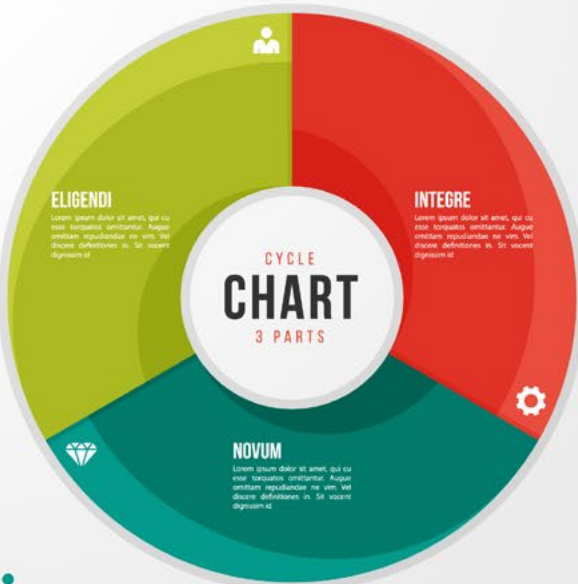 ELIGENDI
Lorem ipsum dolor sit amet, qui cu
esse torquatos omittantur. Augue
omittam repudiandae ne vim. Vel
discere definitiones in. Sit vocent
dignissim id
INTEGRE
Lorem ipsum dolor sit amet, qui cu
esse torquatos omittantur. Augue
omittam repudiandae ne vim. Vel
discere definitiones in. Sit vocent
dignissim id
CYCLE
CHART
3 PARTS
NOVUM
Lorem ipsum dolor sit amet, qui cu
esse torquatos omittantur. Augue
omittam repudiandae ne vim. Vel
discere definitiones in. Sit vocent
dignissim id